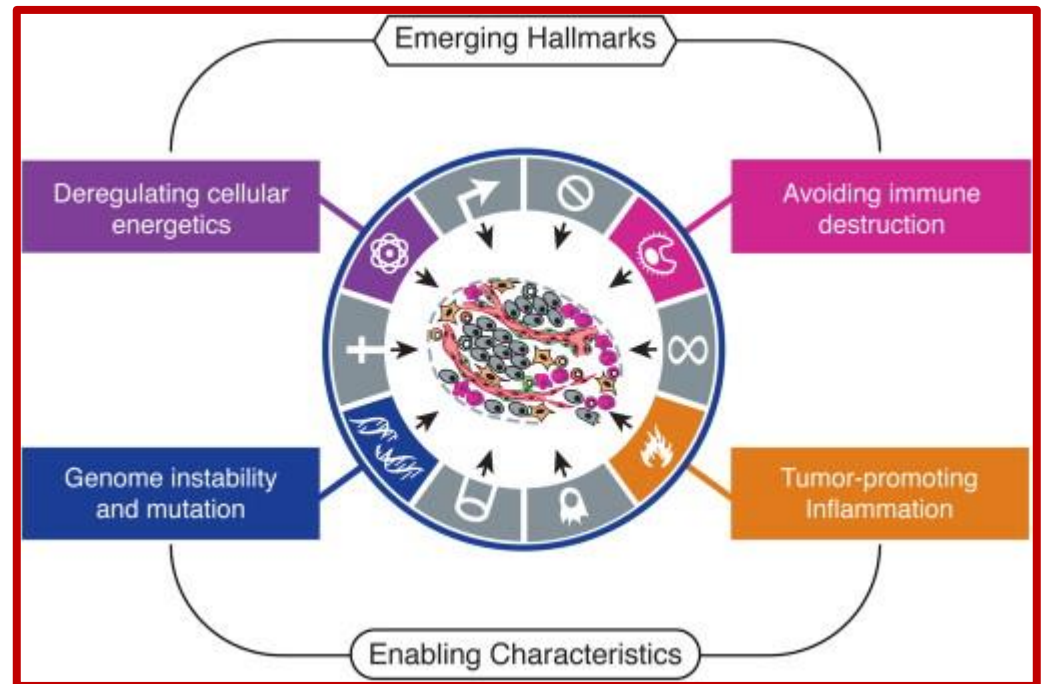 Emerging Hallmarks
Deregulating cellular
energetics
Avoiding immune
destruction
Genome instability
and mutation
Tumor-promoting
Inflammation
Enabling Characteristics